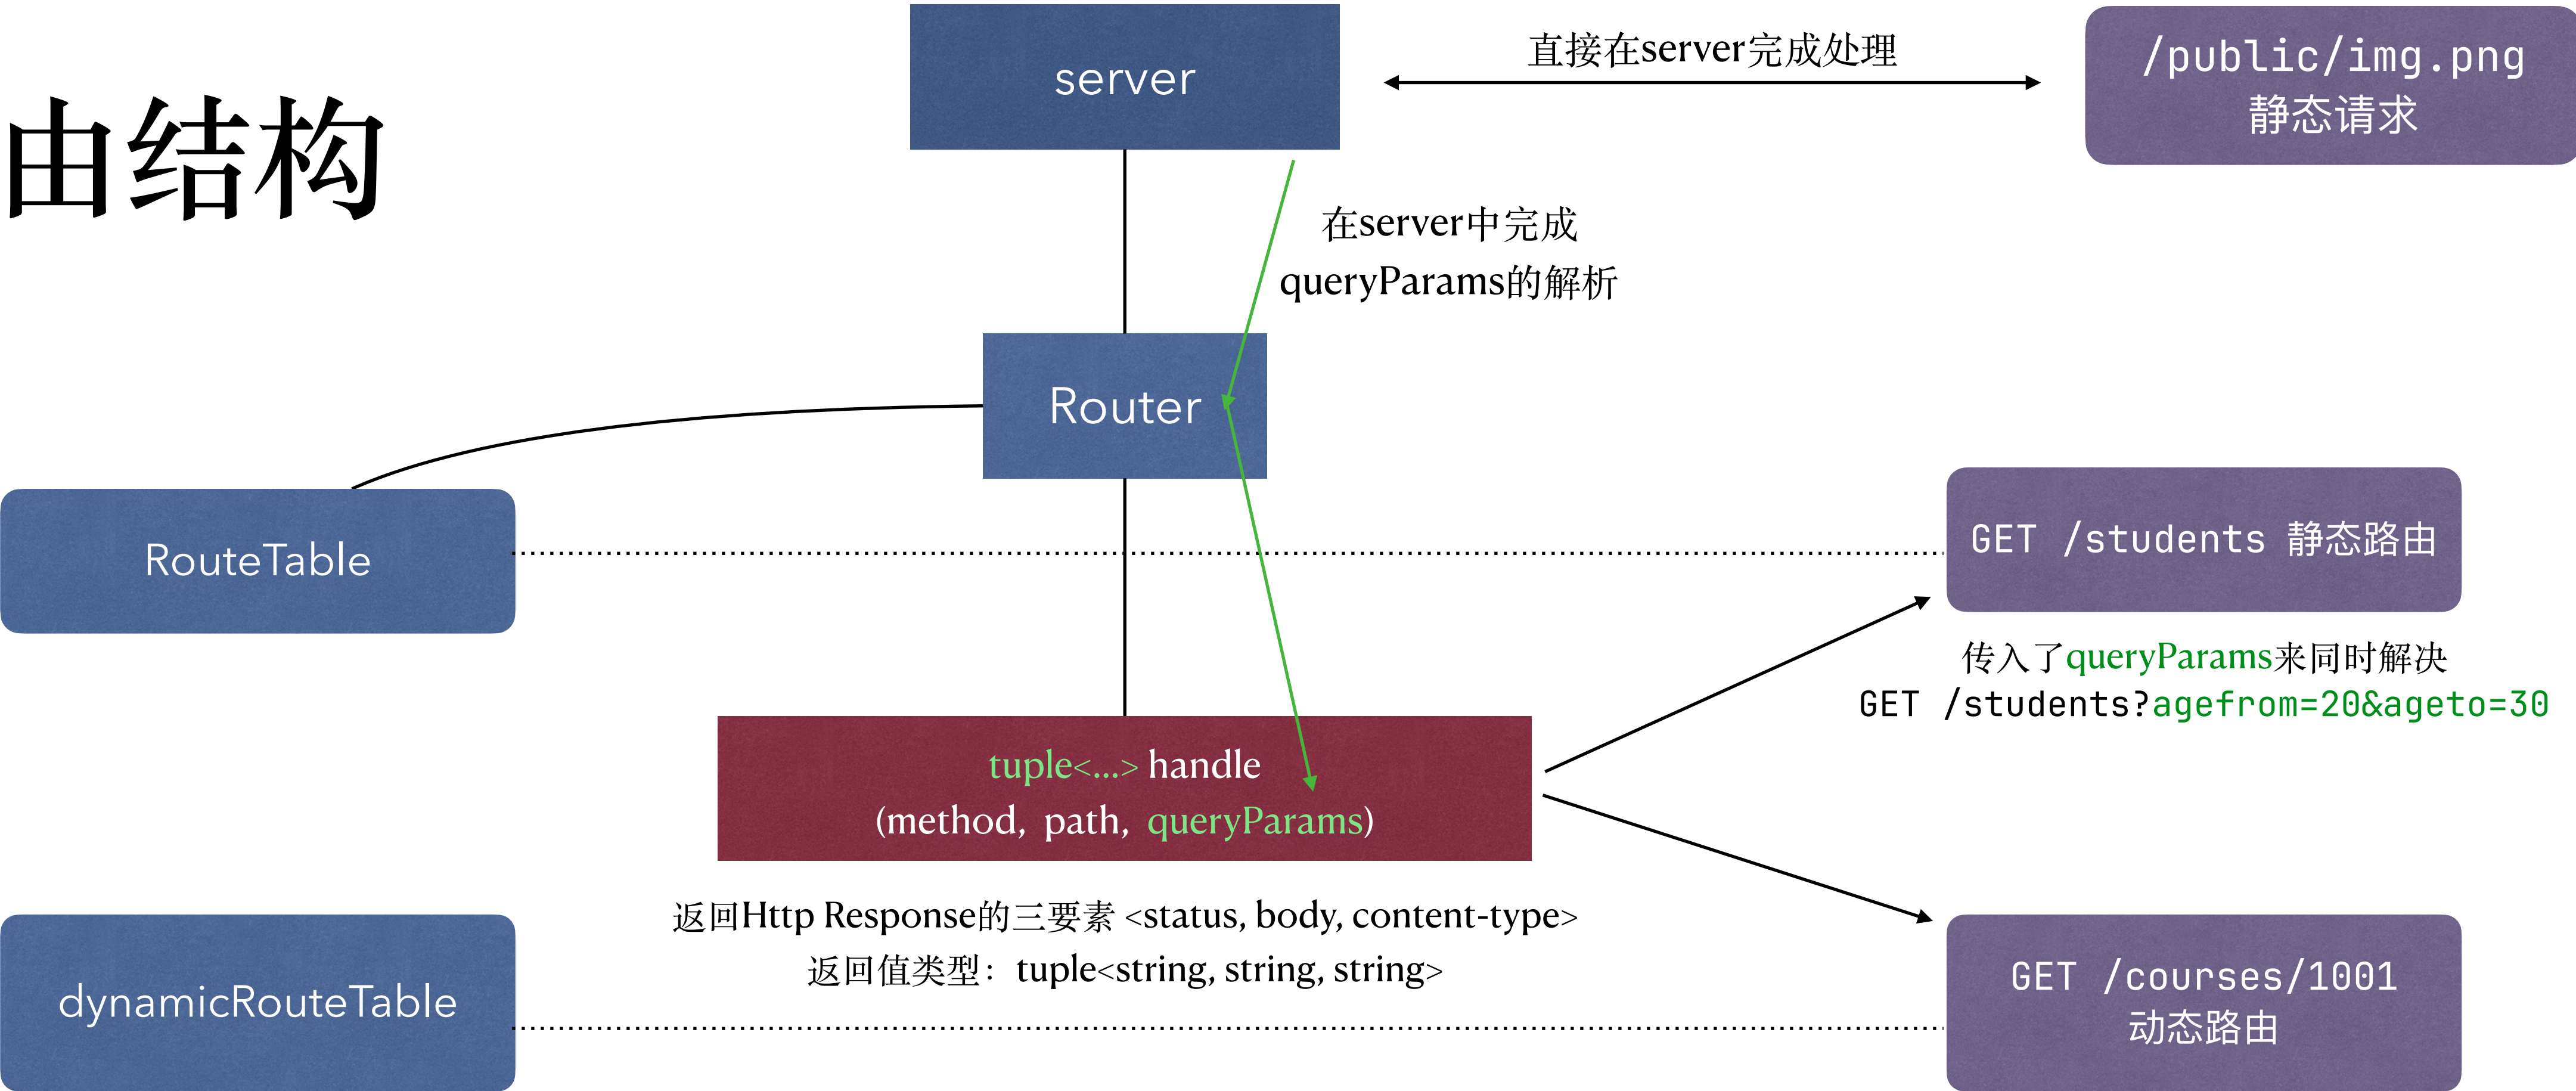 由结构
server
直接在server完成处理
/public/img.png
静态请求
在server中完成
queryParams的解析
Router
RouteTable
GET /students 静态路由
传入了queryParams来同时解决
GET /students?agefrom=20&ageto=30
tuple<...> handle
(method, path, queryParams)
返回Http Response的三要素 <status, body, content-type>
返回值类型：tuple<string, string, string>
dynamicRouteTable
GET /courses/1001
动态路由